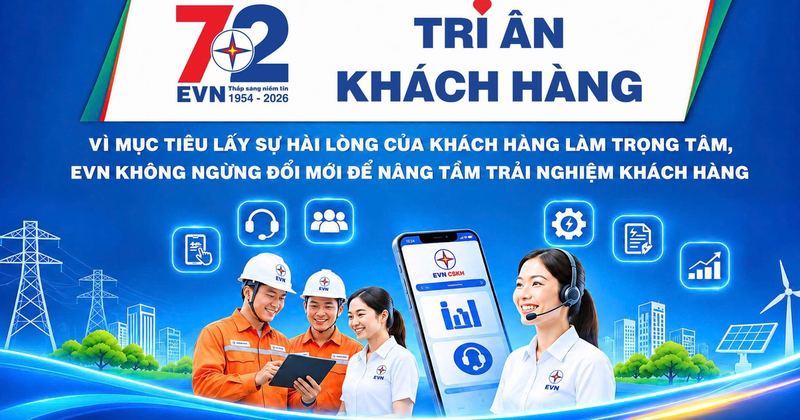 72
EVN Thắp sáng niềm tin
1954 - 2026
TRI ÂN
KHÁCH HÀNG
VÌ MỤC TIÊU LẤY SỰ HÀI LÒNG CỦA KHÁCH HÀNG LÀM TRỌNG TÂM,
EVN KHÔNG NGỪNG ĐỔI MỚI ĐỂ NÂNG TẦM TRẢI NGHIỆM KHÁCH HÀNG
EVN CSKH
EVN
EVN
EVN
EVN